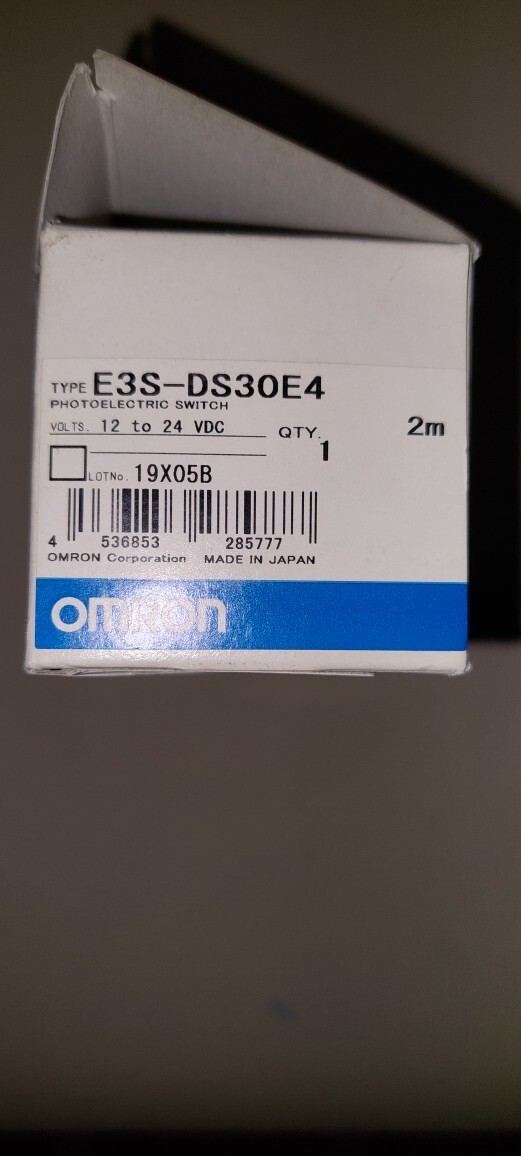 TYPE E3S-DS30E4
PHOTOELECTRIC SWITCH
VOLTS. 12 to 24 VDC QTY. 1 2m
LOTNo. 19X05B
4 536853 285777
OMRON Corporation MADE IN JAPAN
OMRON